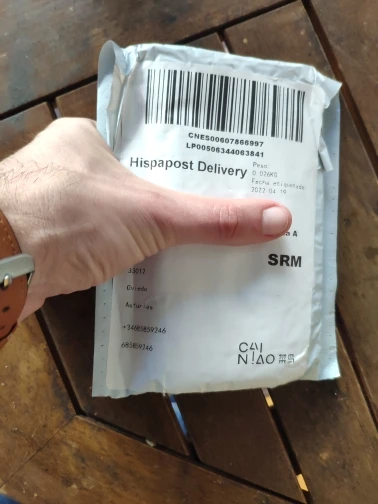 CNES00607866997
LP00506344063841
Hispapost Delivery
Peso:
0.026KG
Fecha etiquetado
2022 04 19
A
SRM
33012
Oviedo
Asturias
+34685859246
685859246
CAI
NIAO 菜鸟